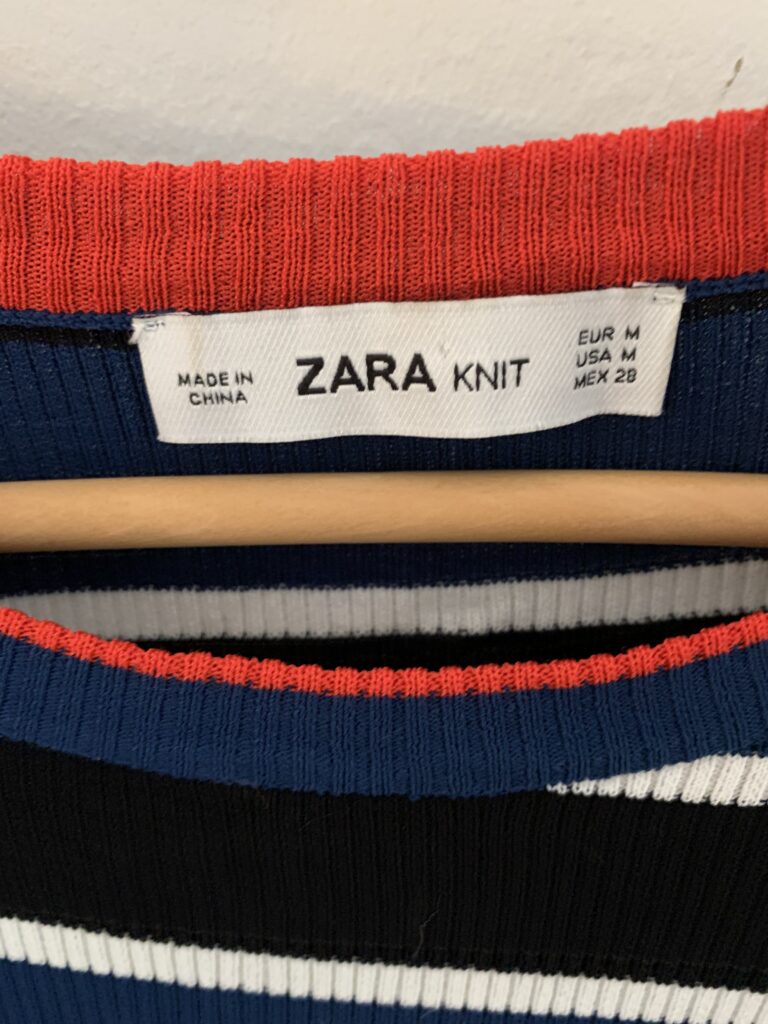 MADE IN
CHINA
ZARA KNIT
EUR M
USA M
MEX 28